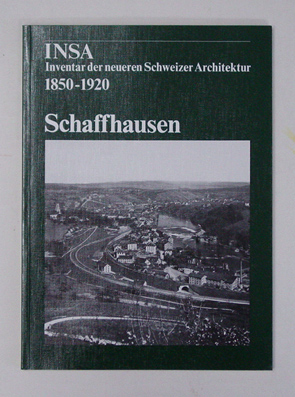 INSA
Inventar der neueren Schweizer Architektur
1850-1920
Schaffhausen